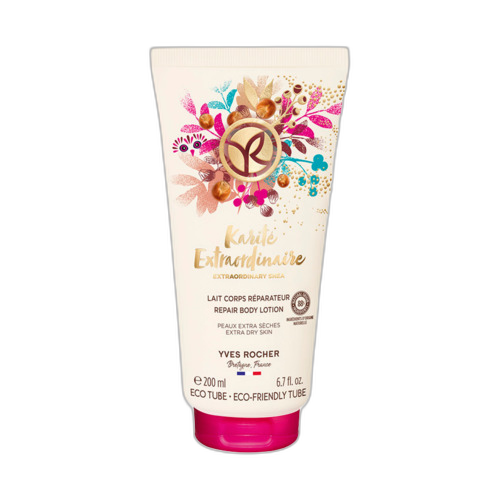 Karité
Extraordinaire
EXTRAORDINARY SHEA
LAIT CORPS RÉPARATEUR
REPAIR BODY LOTION
PEAUX EXTRA SÈCHES
EXTRA DRY SKIN
YVES ROCHER
Bretagne, France
e 200 ml 6.7 fl. oz.
ECO TUBE • ECO-FRIENDLY TUBE